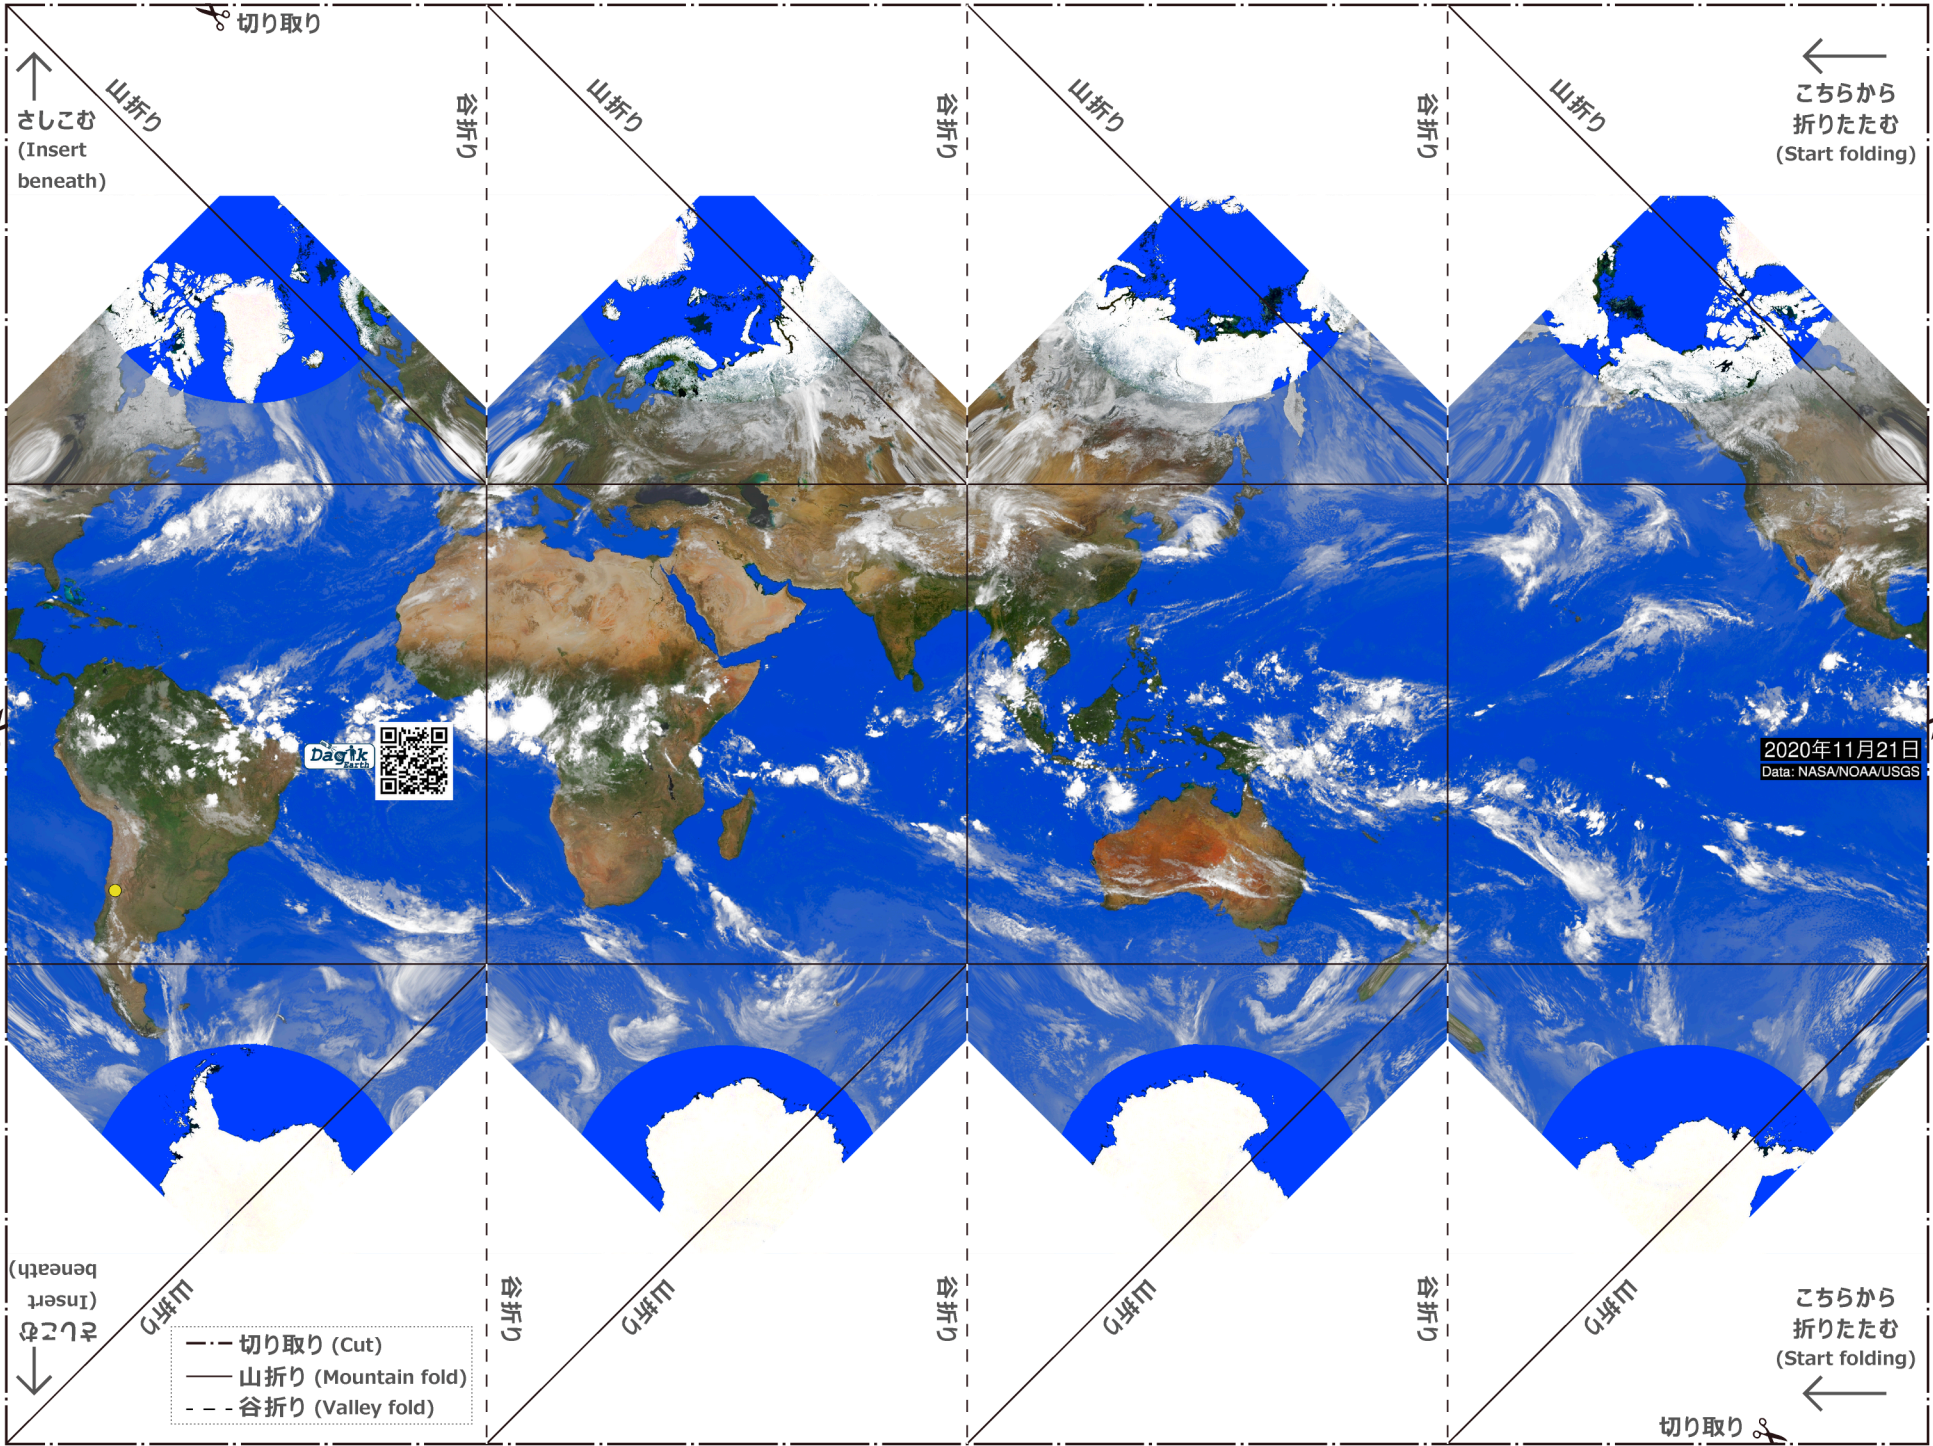 切り取り
さしこむ
(Insert
beneath)
山折り
谷折り
山折り
谷折り
山折り
谷折り
山折り
こちらから
折りたたむ
(Start folding)
Dagik
Earth
2020年11月21日
Data: NASA/NOAA/USGS
さしこむ
(Insert
beneath)
山折り
谷折り
山折り
谷折り
山折り
谷折り
山折り
こちらから
折りたたむ
(Start folding)
切り取り (Cut)
山折り (Mountain fold)
谷折り (Valley fold)
切り取り